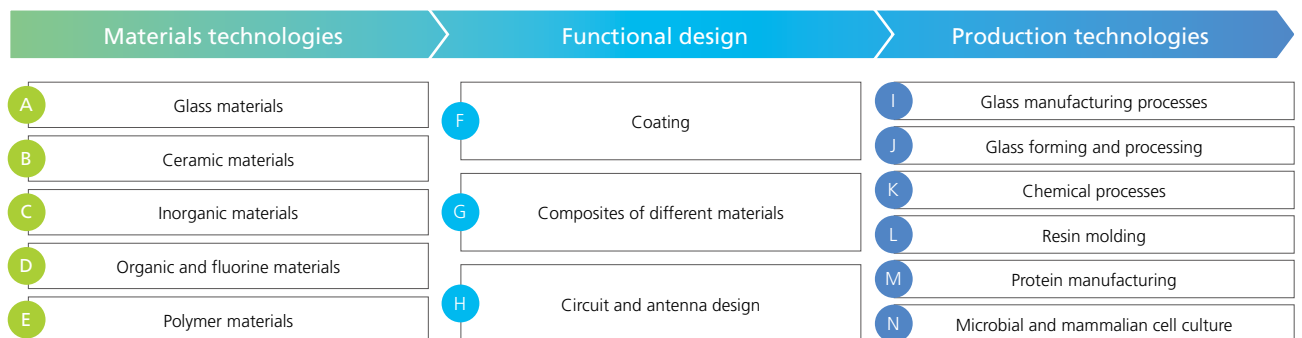 Materials technologies
Functional design
Production technologies
A
Glass materials
B
Ceramic materials
C
Inorganic materials
D
Organic and fluorine materials
E
Polymer materials
F
Coating
G
Composites of different materials
H
Circuit and antenna design
I
Glass manufacturing processes
J
Glass forming and processing
K
Chemical processes
L
Resin molding
M
Protein manufacturing
N
Microbial and mammalian cell culture